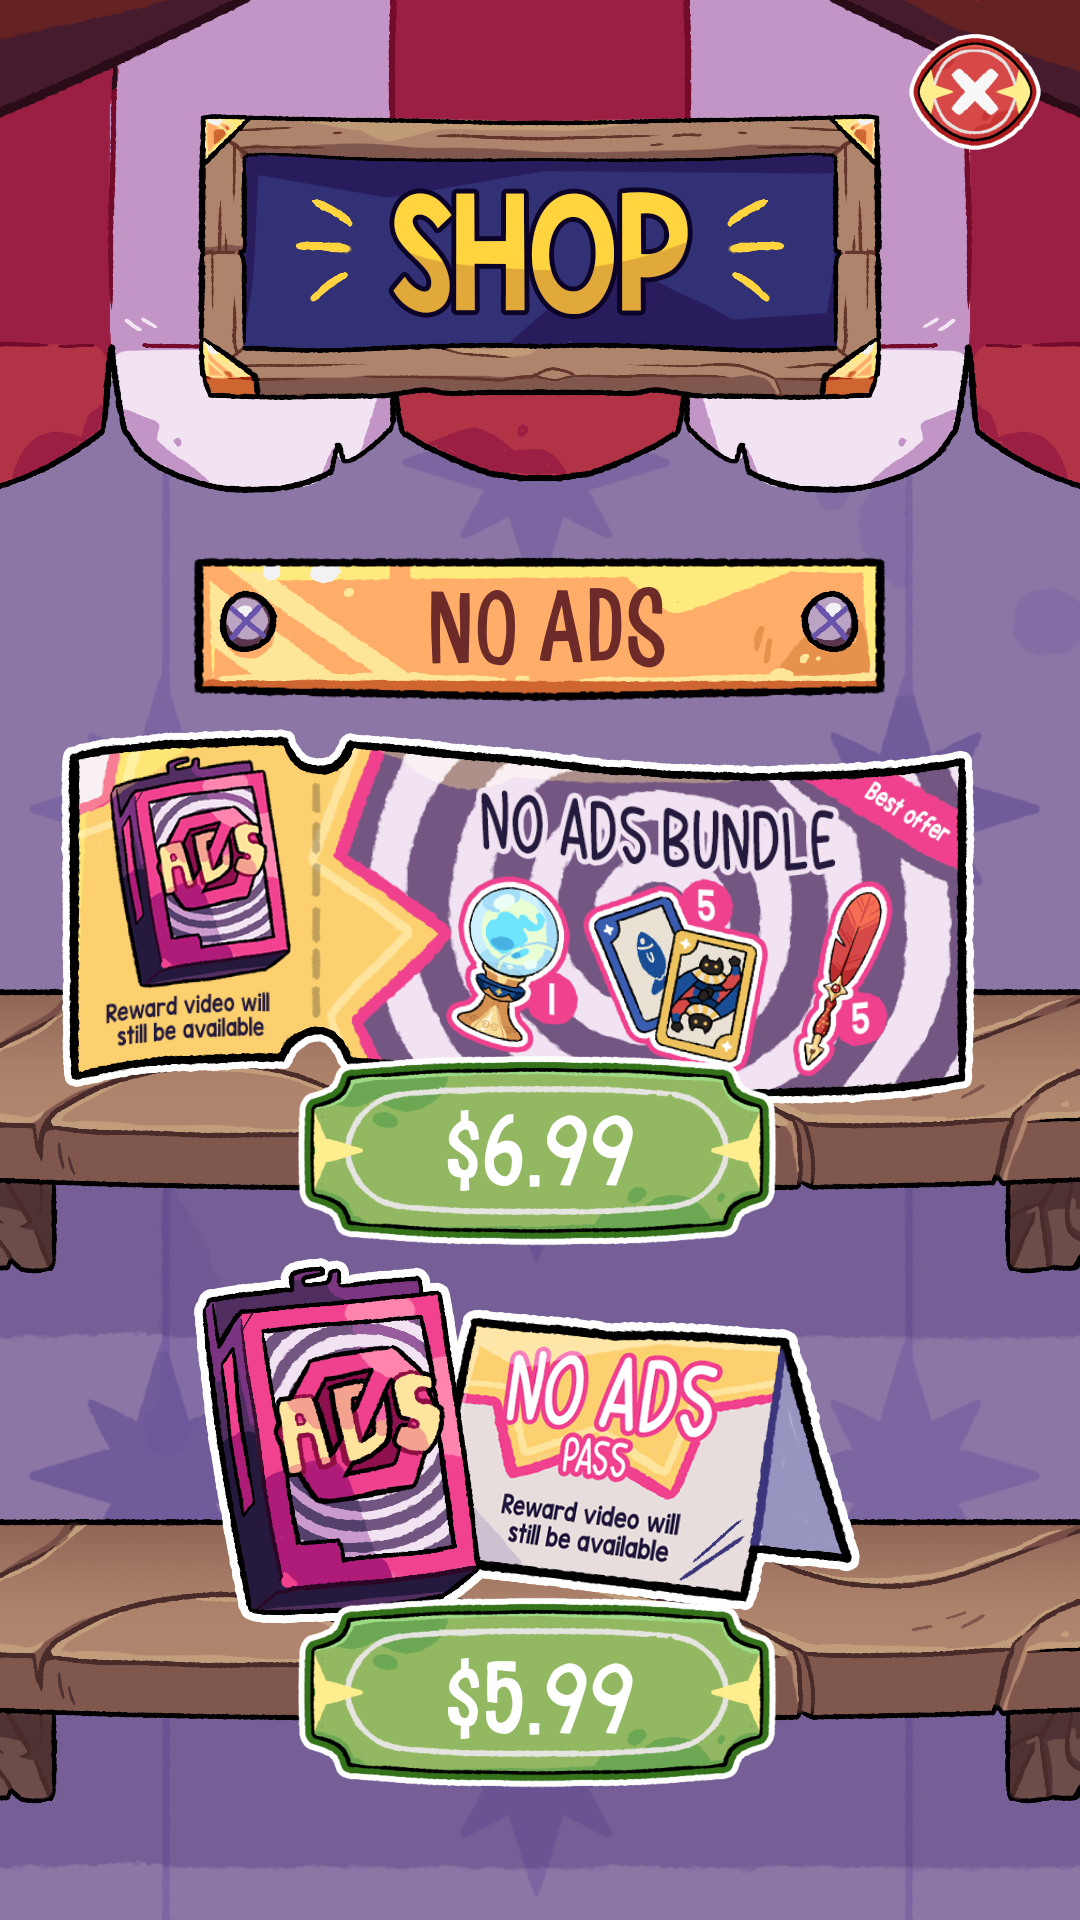 SHOP
NO ADS
Best offer
NO ADS BUNDLE
ADS
5
1
5
Reward video will
still be available
$6.99
ADS
NO ADS
PASS
Reward video will
still be available
$5.99